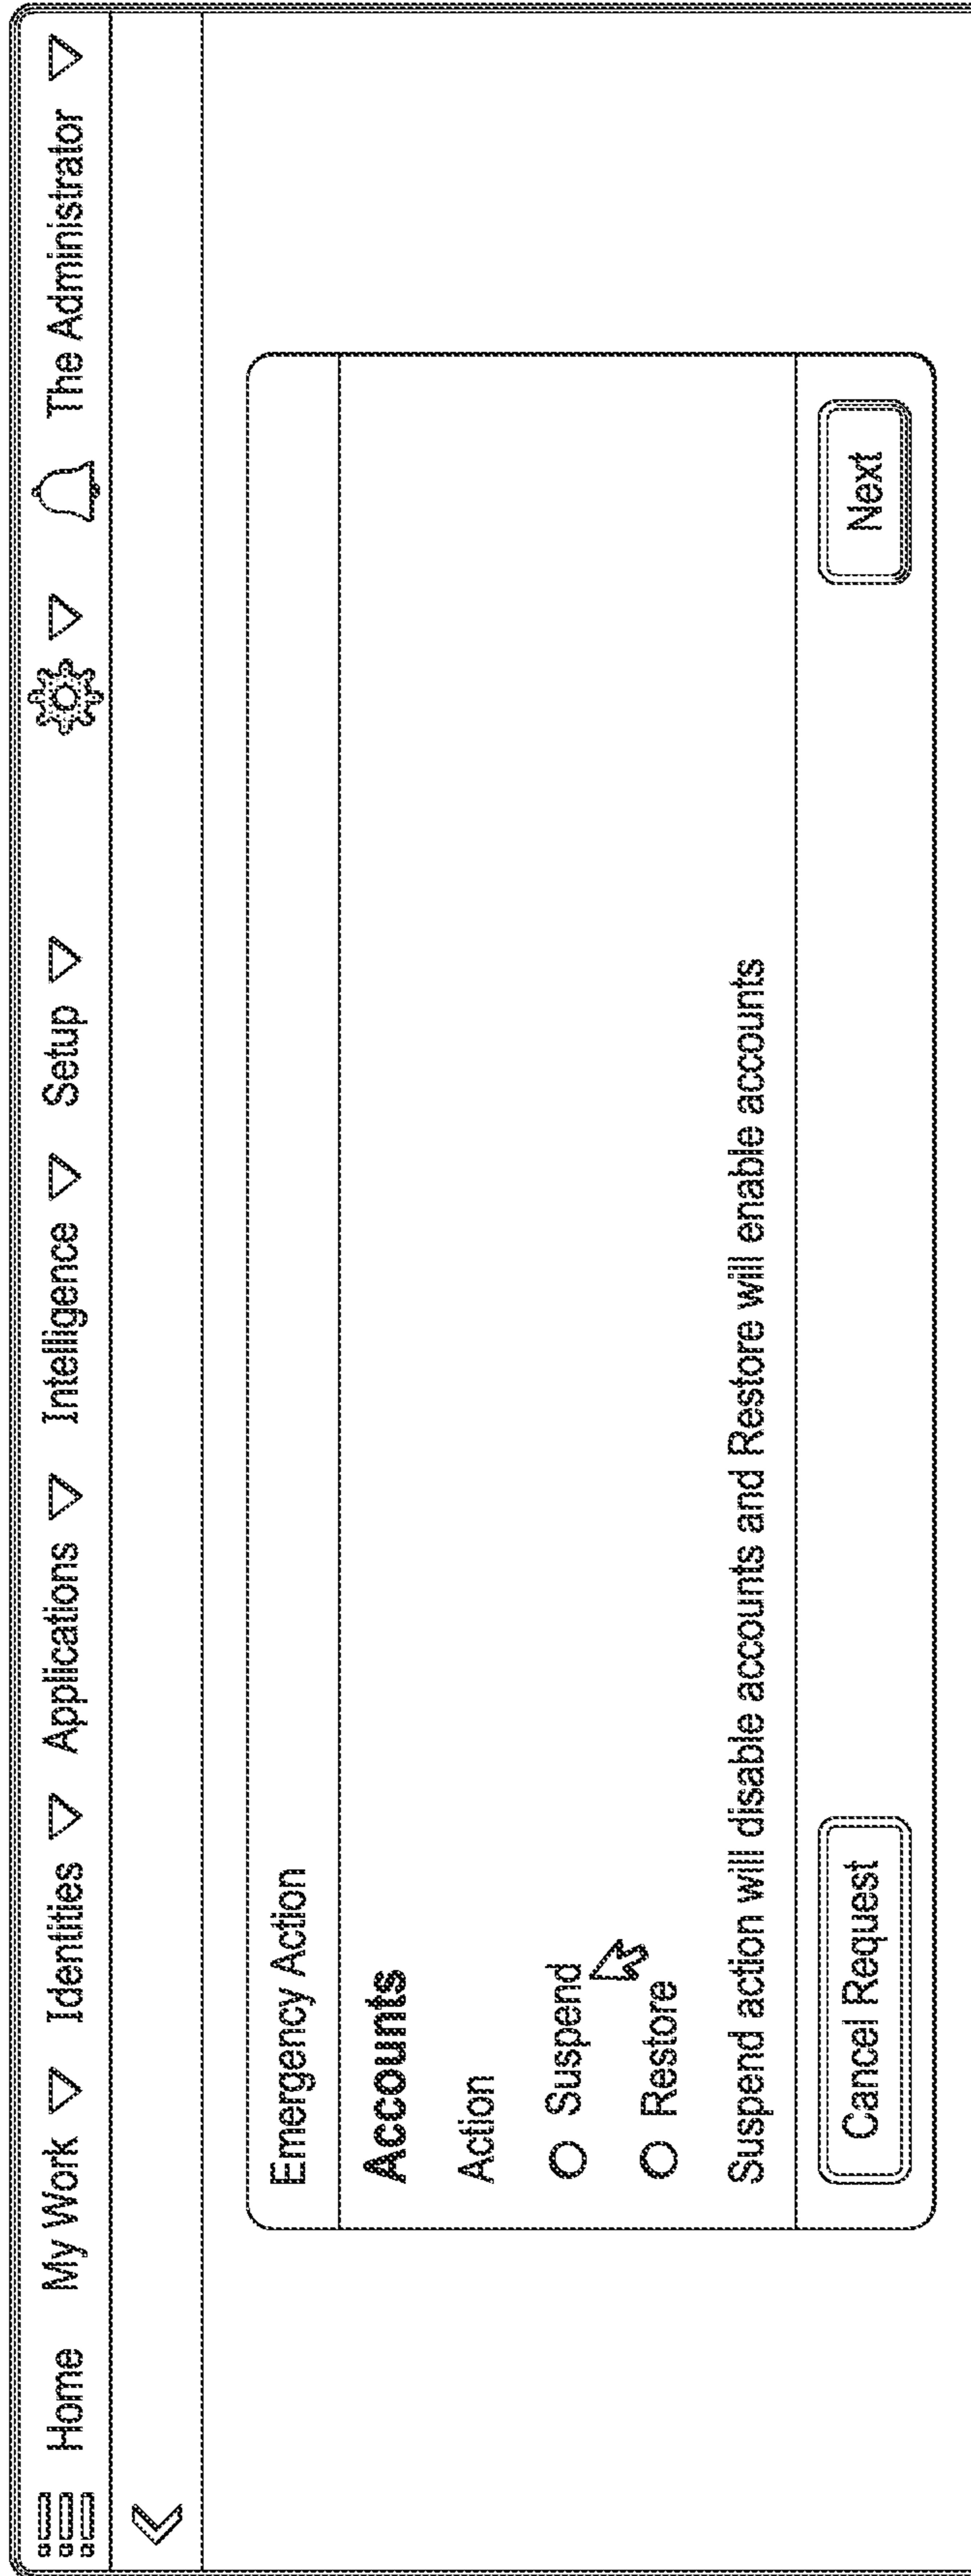 Home My Work Identities Applications Intelligence Setup The Administrator
Emergency Action
Accounts
Action
Suspend
Restore
Suspend action will disable accounts and Restore will enable accounts
Cancel Request Next